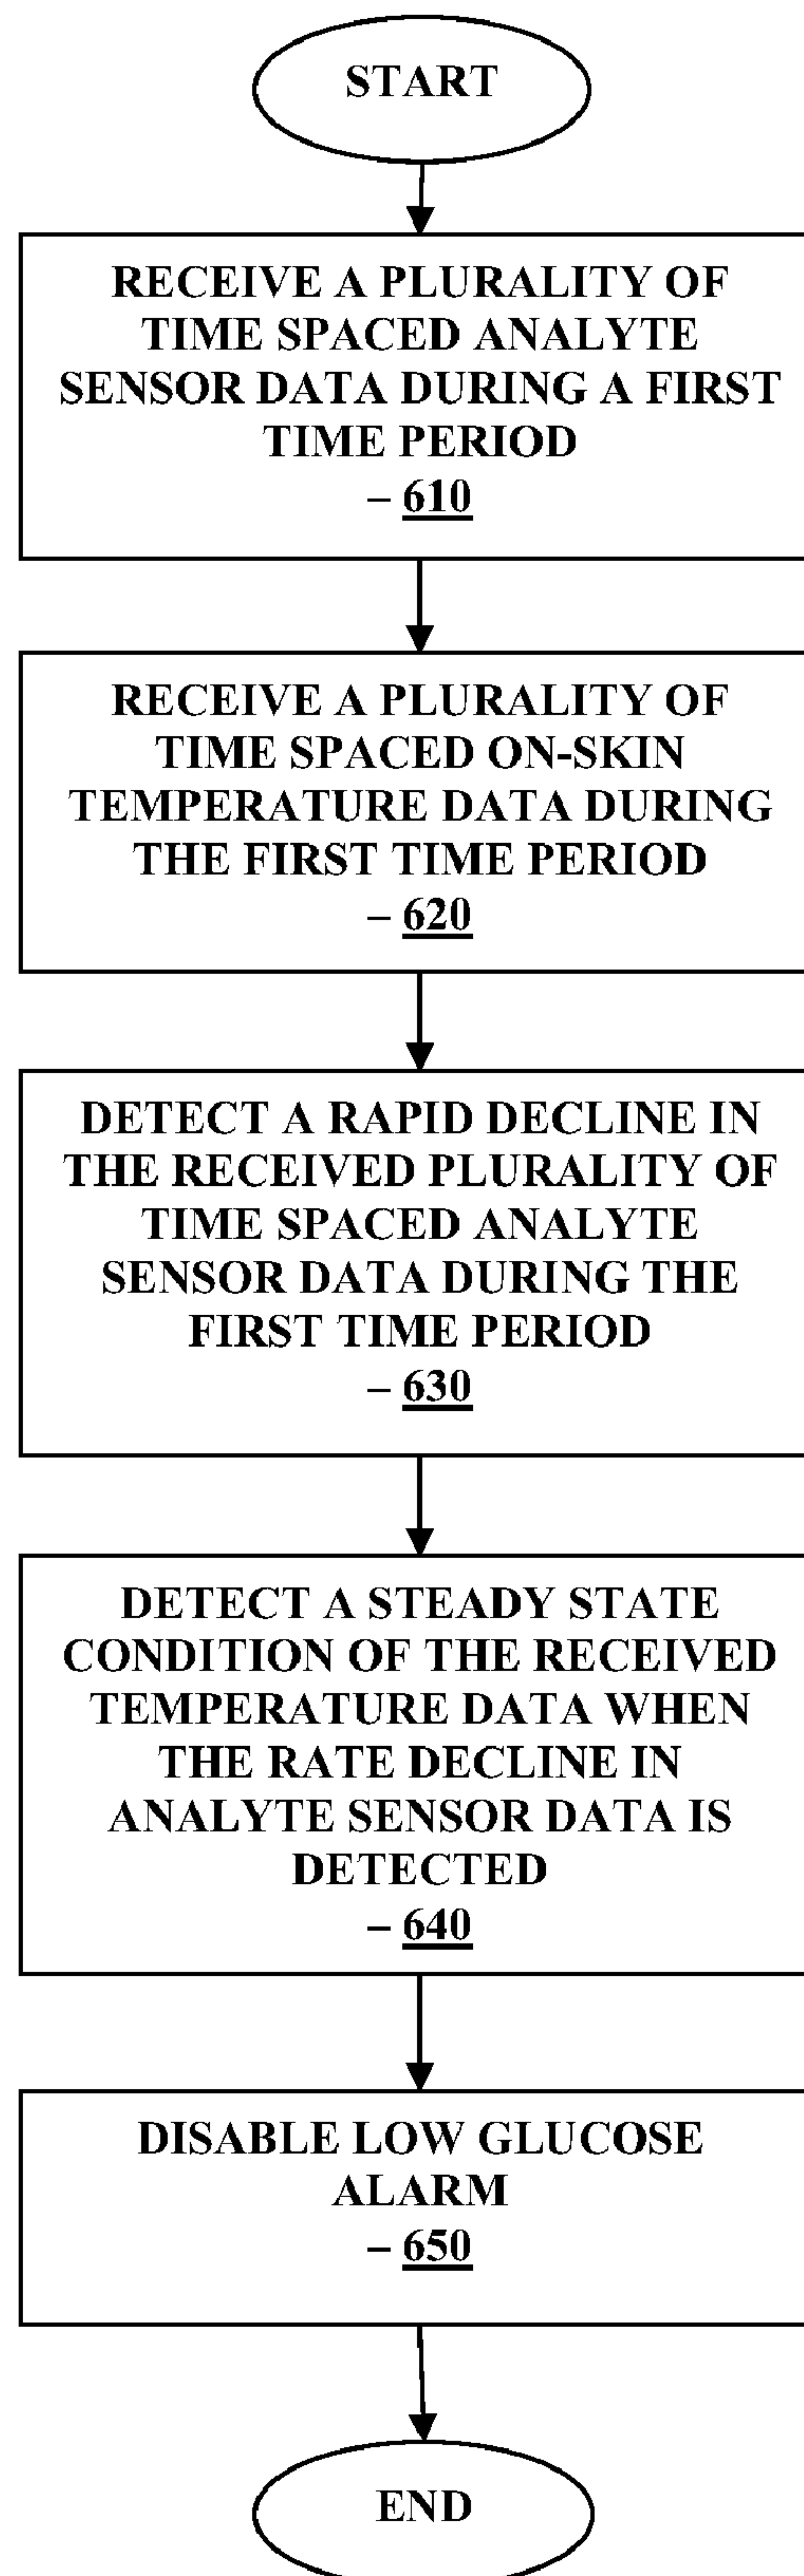 START
RECEIVE A PLURALITY OF
TIME SPACED ANALYTE
SENSOR DATA DURING A FIRST
TIME PERIOD
– 610
RECEIVE A PLURALITY OF
TIME SPACED ON-SKIN
TEMPERATURE DATA DURING
THE FIRST TIME PERIOD
– 620
DETECT A RAPID DECLINE IN
THE RECEIVED PLURALITY OF
TIME SPACED ANALYTE
SENSOR DATA DURING THE
FIRST TIME PERIOD
– 630
DETECT A STEADY STATE
CONDITION OF THE RECEIVED
TEMPERATURE DATA WHEN
THE RATE DECLINE IN
ANALYTE SENSOR DATA IS
DETECTED
– 640
DISABLE LOW GLUCOSE
ALARM
– 650
END